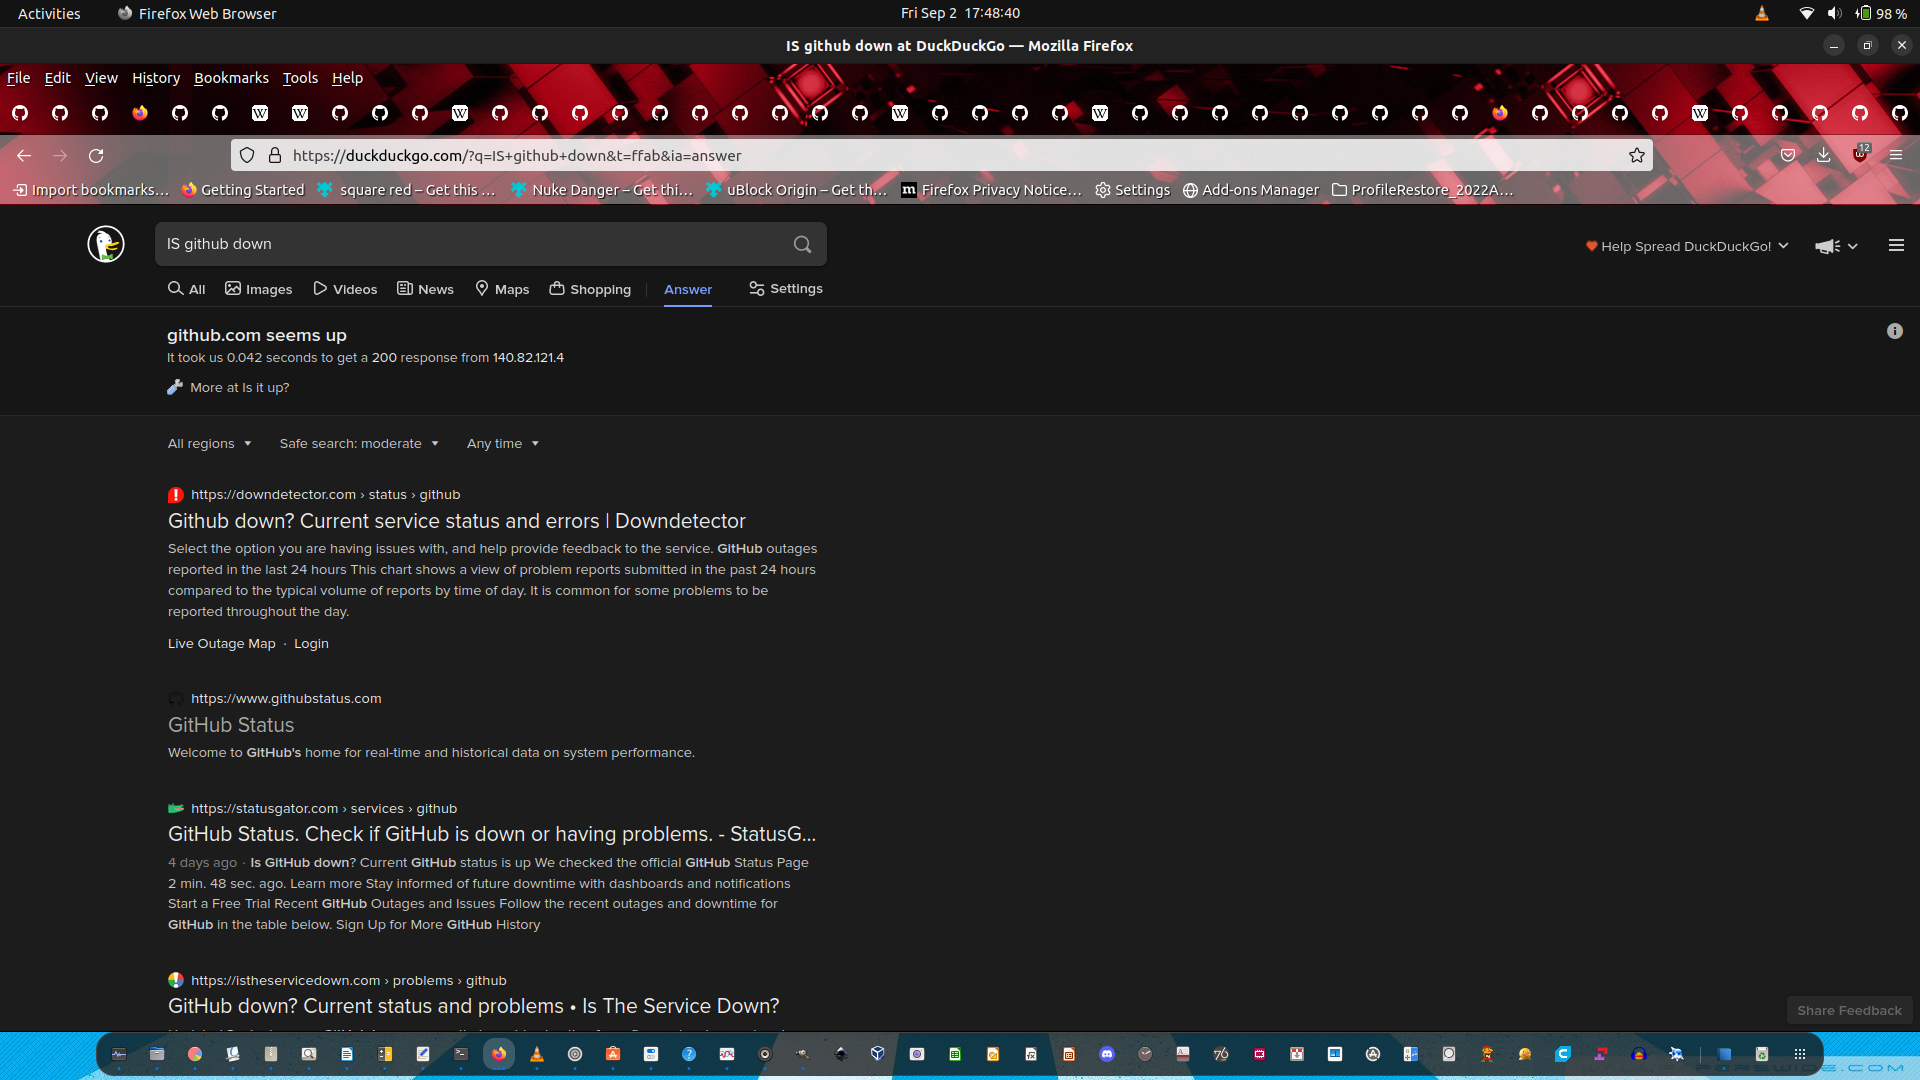 Activities Firefox Web Browser Fri Sep 2 17:48:40 98 %
IS github down at DuckDuckGo — Mozilla Firefox
File Edit View History Bookmarks Tools Help
https://duckduckgo.com/?q=IS+github+down&t=ffab&ia=answer 12
Import bookmarks… Getting Started square red – Get this … Nuke Danger – Get thi… uBlock Origin – Get th… Firefox Privacy Notice… Settings Add-ons Manager ProfileRestore_2022A…
IS github down
Help Spread DuckDuckGo!
All Images Videos News Maps Shopping Answer Settings
github.com seems up
It took us 0.042 seconds to get a 200 response from 140.82.121.4
More at Is it up?
All regions Safe search: moderate Any time
https://downdetector.com › status › github
Github down? Current service status and errors | Downdetector
Select the option you are having issues with, and help provide feedback to the service. GitHub outages
reported in the last 24 hours This chart shows a view of problem reports submitted in the past 24 hours
compared to the typical volume of reports by time of day. It is common for some problems to be
reported throughout the day.
Live Outage Map · Login
https://www.githubstatus.com
GitHub Status
Welcome to GitHub's home for real-time and historical data on system performance.
https://statusgator.com › services › github
GitHub Status. Check if GitHub is down or having problems. - StatusG...
4 days ago · Is GitHub down? Current GitHub status is up We checked the official GitHub Status Page
2 min. 48 sec. ago. Learn more Stay informed of future downtime with dashboards and notifications
Start a Free Trial Recent GitHub Outages and Issues Follow the recent outages and downtime for
GitHub in the table below. Sign Up for More GitHub History
https://istheservicedown.com › problems › github
GitHub down? Current status and problems • Is The Service Down?
Share Feedback